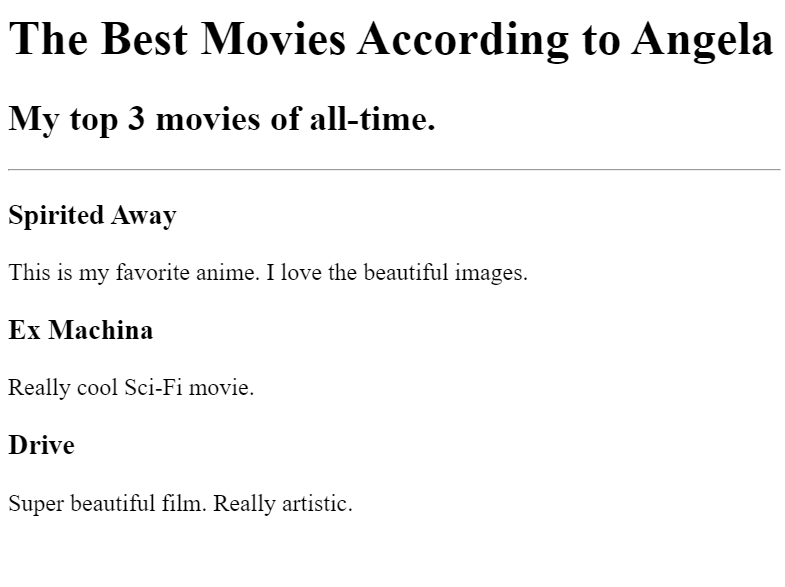 The Best Movies According to Angela
My top 3 movies of all-time.
Spirited Away
This is my favorite anime. I love the beautiful images.
Ex Machina
Really cool Sci-Fi movie.
Drive
Super beautiful film. Really artistic.